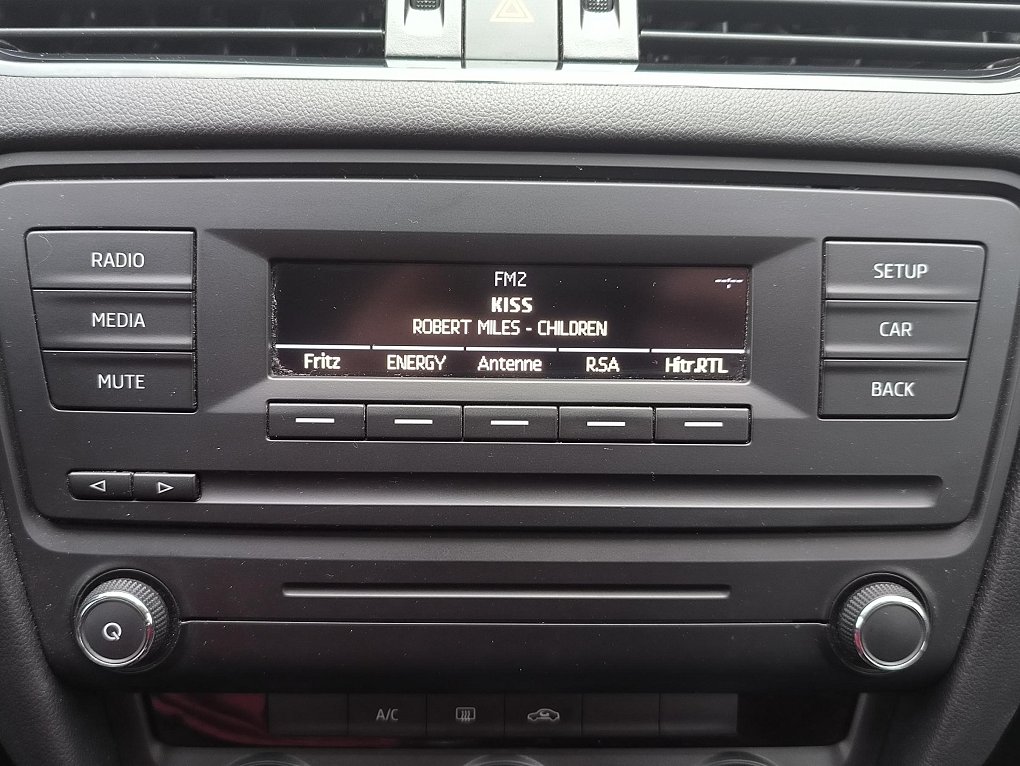 RADIO
MEDIA
MUTE
FM2
KISS
ROBERT MILES - CHILDREN
Fritz ENERGY Antenne R.SA Hitr.RTL
SETUP
CAR
BACK
A/C